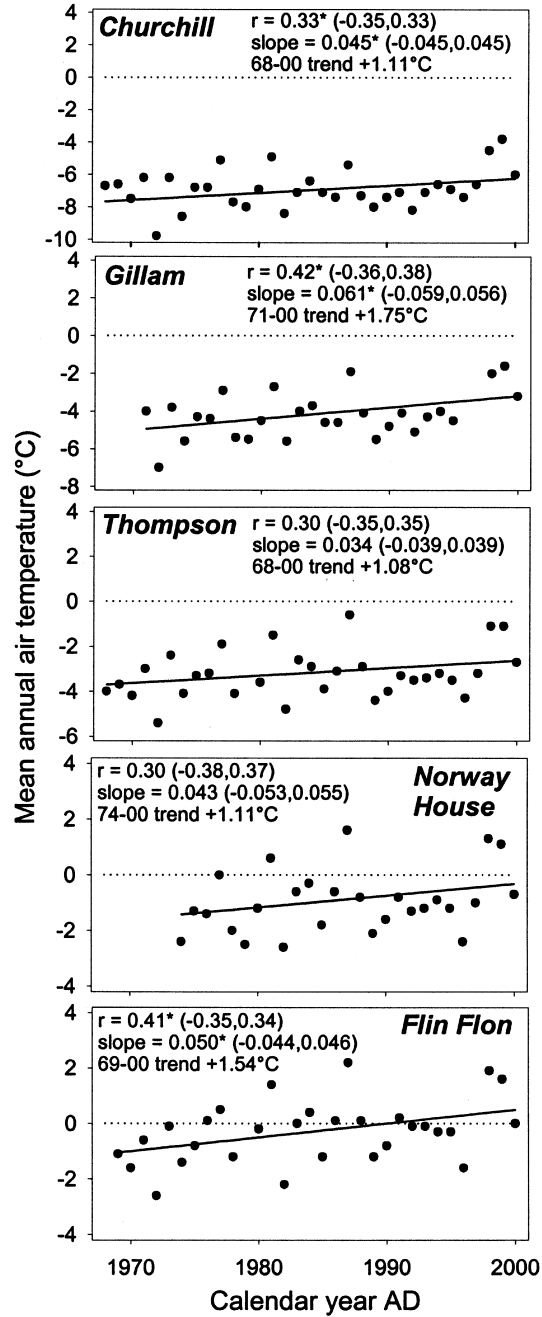 Churchill
r = 0.33* (-0.35,0.33)
slope = 0.045* (-0.045,0.045)
68-00 trend +1.11°C
4
2
0
-2
-4
-6
-8
-10
Gillam
r = 0.42* (-0.36,0.38)
slope = 0.061* (-0.059,0.056)
71-00 trend +1.75°C
4
2
0
-2
-4
-6
-8
Thompson
r = 0.30 (-0.35,0.35)
slope = 0.034 (-0.039,0.039)
68-00 trend +1.08°C
4
2
0
-2
-4
-6
Norway
House
r = 0.30 (-0.38,0.37)
slope = 0.043 (-0.053,0.055)
74-00 trend +1.11°C
4
2
0
-2
-4
Flin Flon
r = 0.41* (-0.35,0.34)
slope = 0.050* (-0.044,0.046)
69-00 trend +1.54°C
4
2
0
-2
-4
Mean annual air temperature (°C)
1970 1980 1990 2000
Calendar year AD